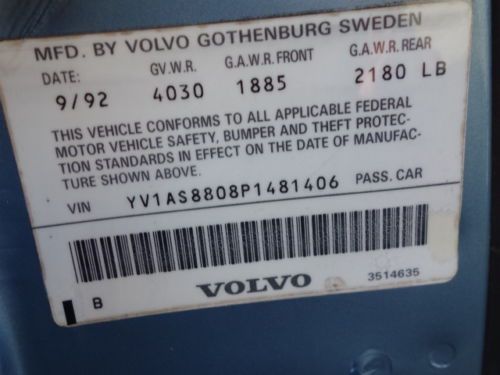 MFD. BY VOLVO GOTHENBURG SWEDEN
DATE: G.V.W.R. G.A.W.R. FRONT G.A.W.R. REAR
9/92 4030 1885 2180 LB
THIS VEHICLE CONFORMS TO ALL APPLICABLE FEDERAL
MOTOR VEHICLE SAFETY, BUMPER AND THEFT PROTEC-
TION STANDARDS IN EFFECT ON THE DATE OF MANUFAC-
TURE SHOWN ABOVE.
VIN YV1AS8808P1481406 PASS. CAR
B VOLVO 3514635